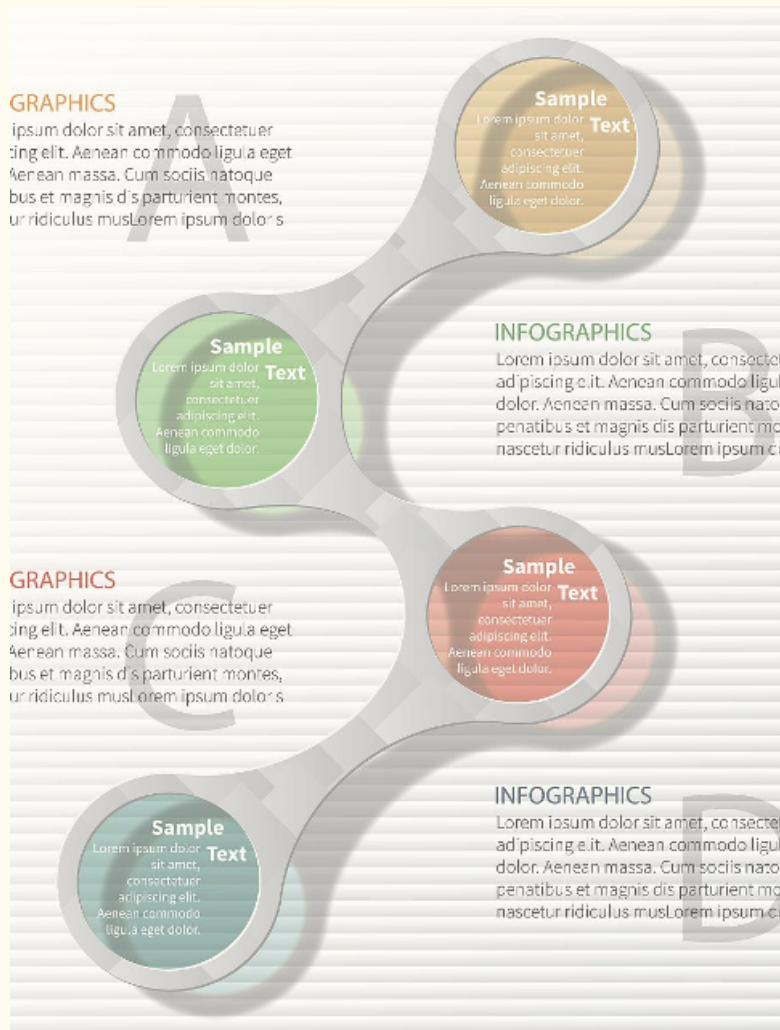 A
GRAPHICS
ipsum dolor sit amet, consectetuer
cing elit. Aenean commodo ligula eget
Aenean massa. Cum sociis natoque
bus et magnis dis parturient montes,
ur ridiculus musLorem ipsum dolor s
Sample
Text
Lorem ipsum dolor
sit amet,
consectetuer
adipiscing elit.
Aenean commodo
ligula eget dolor.
Sample
Text
Lorem ipsum dolor
sit amet,
consectetuer
adipiscing elit.
Aenean commodo
ligula eget dolor.
B
INFOGRAPHICS
Lorem ipsum dolor sit amet, consectet
adipiscing elit. Aenean commodo ligul
dolor. Aenean massa. Cum sociis nato
penatibus et magnis dis parturient mo
nascetur ridiculus musLorem ipsum d
C
GRAPHICS
ipsum dolor sit amet, consectetuer
cing elit. Aenean commodo ligula eget
Aenean massa. Cum sociis natoque
bus et magnis dis parturient montes,
ur ridiculus musLorem ipsum dolor s
Sample
Text
Lorem ipsum dolor
sit amet,
consectetuer
adipiscing elit.
Aenean commodo
ligula eget dolor.
Sample
Text
Lorem ipsum dolor
sit amet,
consectetuer
adipiscing elit.
Aenean commodo
ligula eget dolor.
D
INFOGRAPHICS
Lorem ipsum dolor sit amet, consectet
adipiscing elit. Aenean commodo ligul
dolor. Aenean massa. Cum sociis nato
penatibus et magnis dis parturient mo
nascetur ridiculus musLorem ipsum d